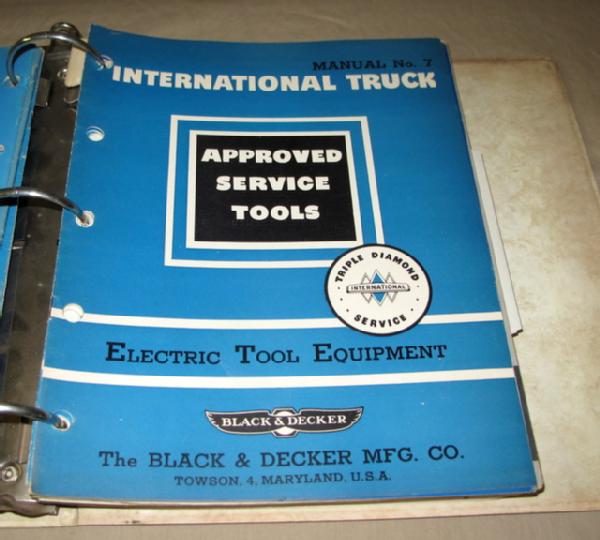 MANUAL No. 7
INTERNATIONAL TRUCK
APPROVED
SERVICE
TOOLS
TRIPLE DIAMOND
INTERNATIONAL
SERVICE
ELECTRIC TOOL EQUIPMENT
BLACK & DECKER
The BLACK & DECKER MFG. CO.
TOWSON, 4, MARYLAND, U.S.A.